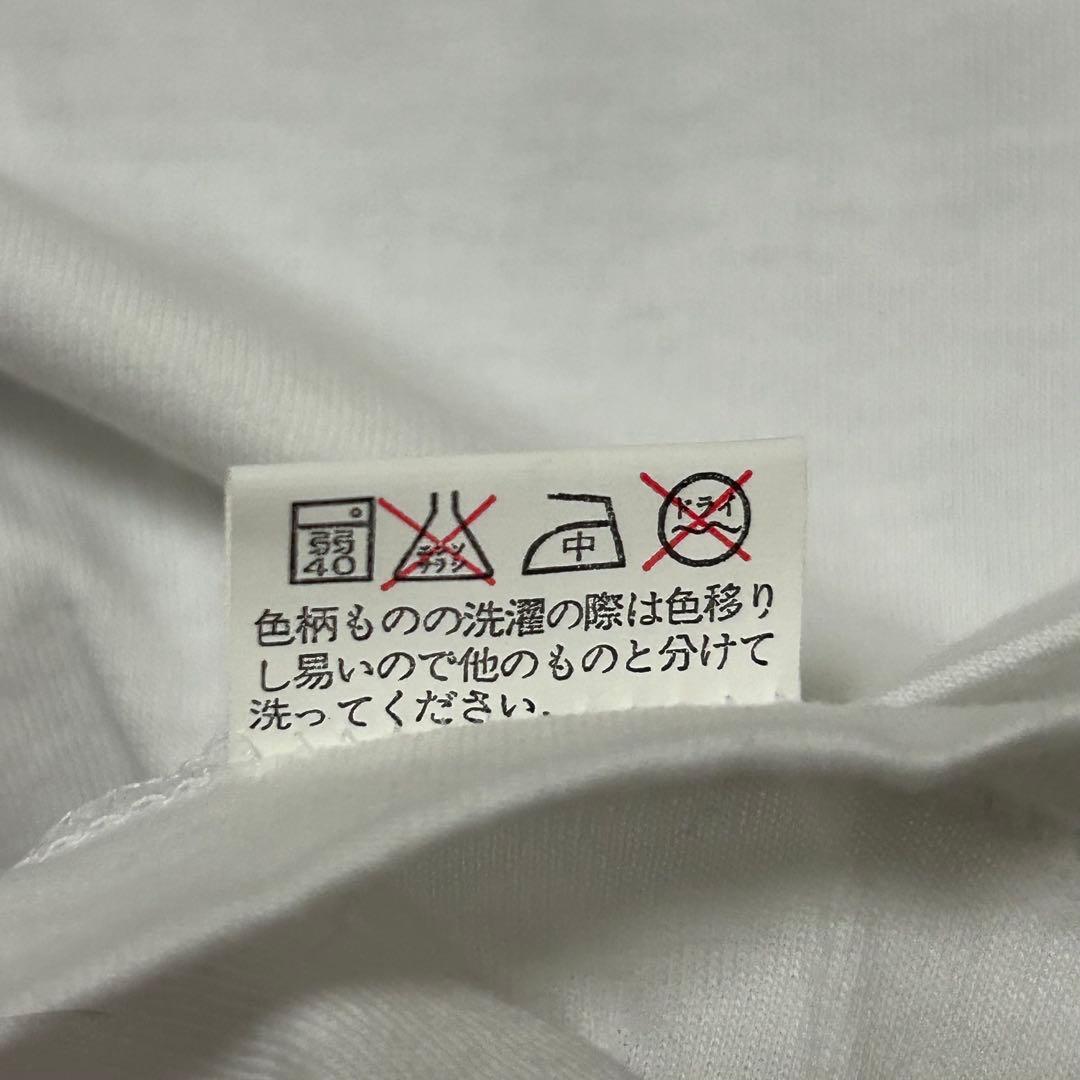 弱 40 エンソ サラシ 中 ドライ
色柄ものの洗濯の際は色移り
し易いので他のものと分けて
洗ってください.